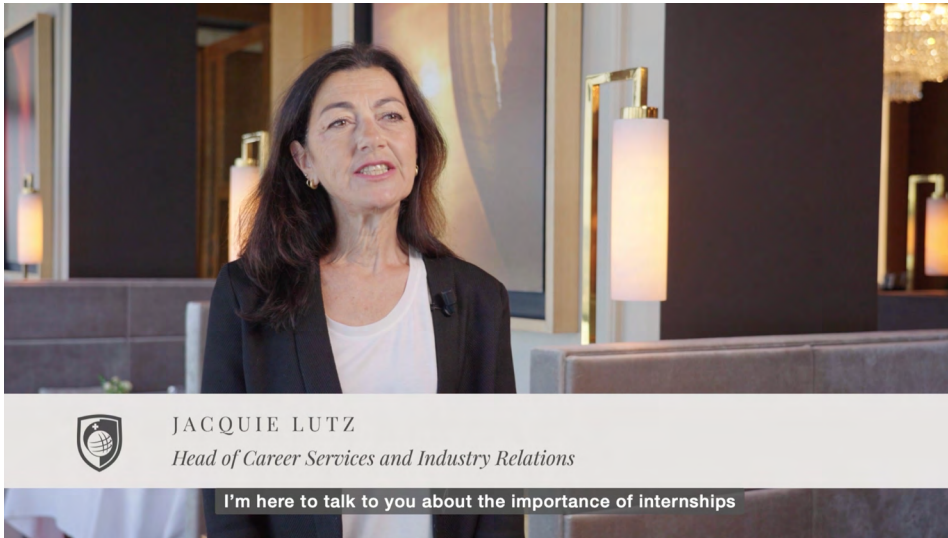 JACQUIE LUTZ
Head of Career Services and Industry Relations
I'm here to talk to you about the importance of internships